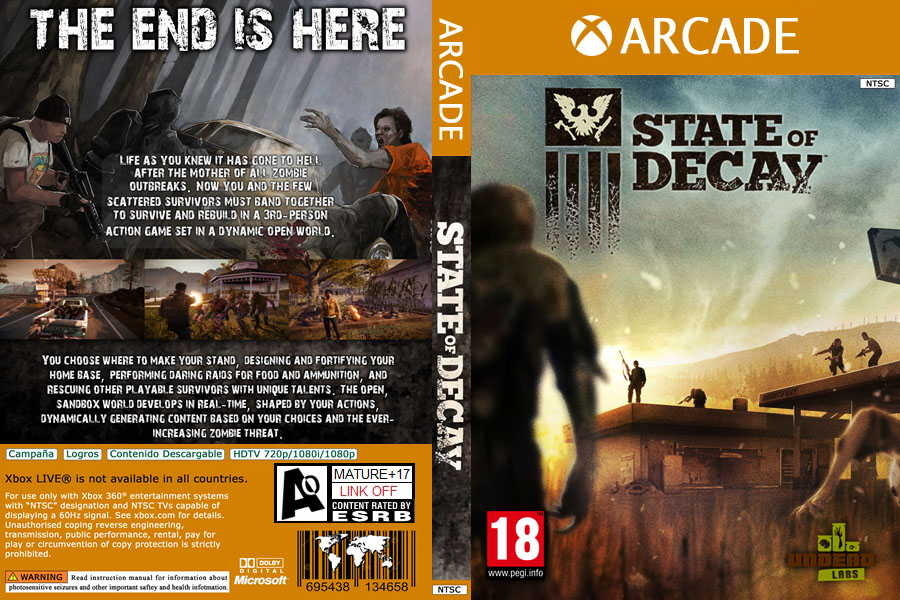 THE END IS HERE
LIFE AS YOU KNEW IT HAS GONE TO HELL
AFTER THE MOTHER OF ALL ZOMBIE
OUTBREAKS. NOW YOU AND THE FEW
SCATTERED SURVIVORS MUST BAND TOGETHER
TO SURVIVE AND REBUILD IN A 3RD-PERSON
ACTION GAME SET IN A DYNAMIC OPEN WORLD.
YOU CHOOSE WHERE TO MAKE YOUR STAND, DESIGNING AND FORTIFYING YOUR
HOME BASE, PERFORMING DARING RAIDS FOR FOOD AND AMMUNITION, AND
RESCUING OTHER PLAYABLE SURVIVORS WITH UNIQUE TALENTS. THE OPEN,
SANDBOX WORLD DEVELOPS IN REAL-TIME, SHAPED BY YOUR ACTIONS,
DYNAMICALLY GENERATING CONTENT BASED ON YOUR CHOICES AND THE EVER-
INCREASING ZOMBIE THREAT.
Campaña Logros Contenido Descargable HDTV 720p/1080i/1080p
Xbox LIVE® is not available in all countries.
For use only with Xbox 360® entertainment systems
with "NTSC" designation and NTSC TVs capable of
displaying a 60Hz signal. See xbox.com for details.
Unauthorised coping reverse engineering,
transmission, public performance, rental, pay for
play or circumvention of copy protection is strictly
prohibited.
WARNING Read instruction manual for information about
photosensitive seizures and other important saftey and health infotmation.
AO
MATURE+17
LINK OFF
CONTENT RATED BY
ESRB
DOLBY
DIGITAL
Microsoft
695438 134658
ARCADE
STATE OF DECAY
NTSC
ARCADE
NTSC
STATE OF
DECAY
18
www.pegi.info
UNDEAD
LABS